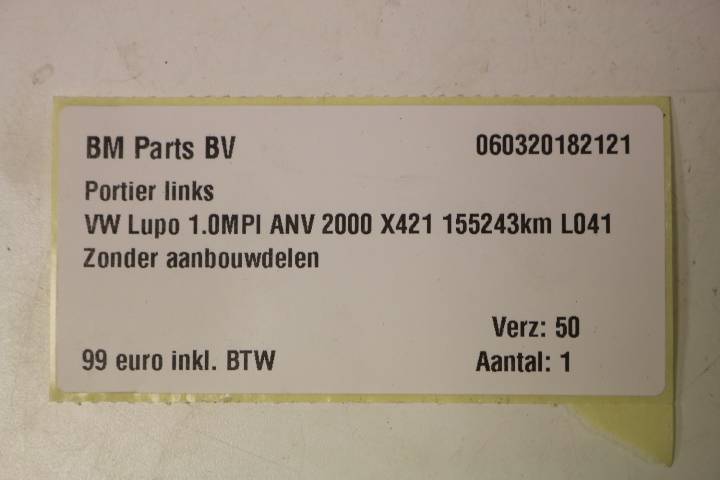 BM Parts BV 060320182121
Portier links
VW Lupo 1.0MPI ANV 2000 X421 155243km L041
Zonder aanbouwdelen
Verz: 50
99 euro inkl. BTW Aantal: 1